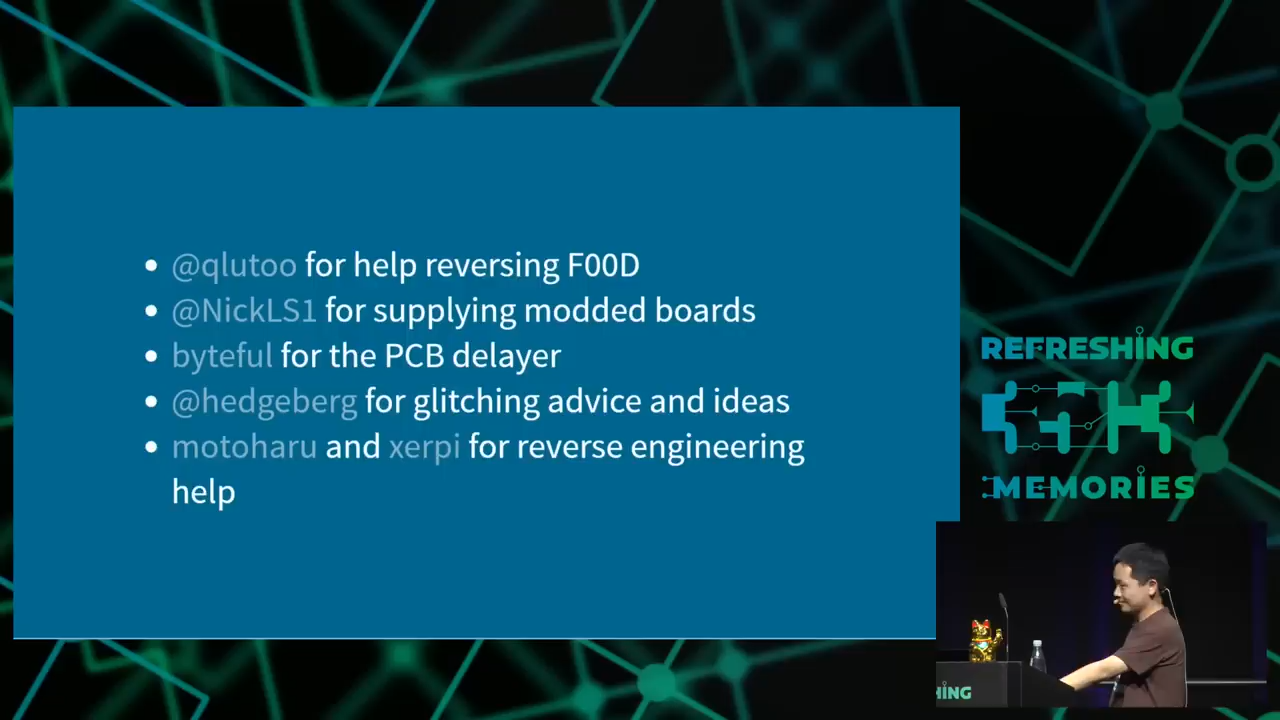 @qlutoo for help reversing F00D
@NickLS1 for supplying modded boards
byteful for the PCB delayer
@hedgeberg for glitching advice and ideas
motoharu and xerpi for reverse engineering
help
REFRESHING
35C3
MEMORIES
HING